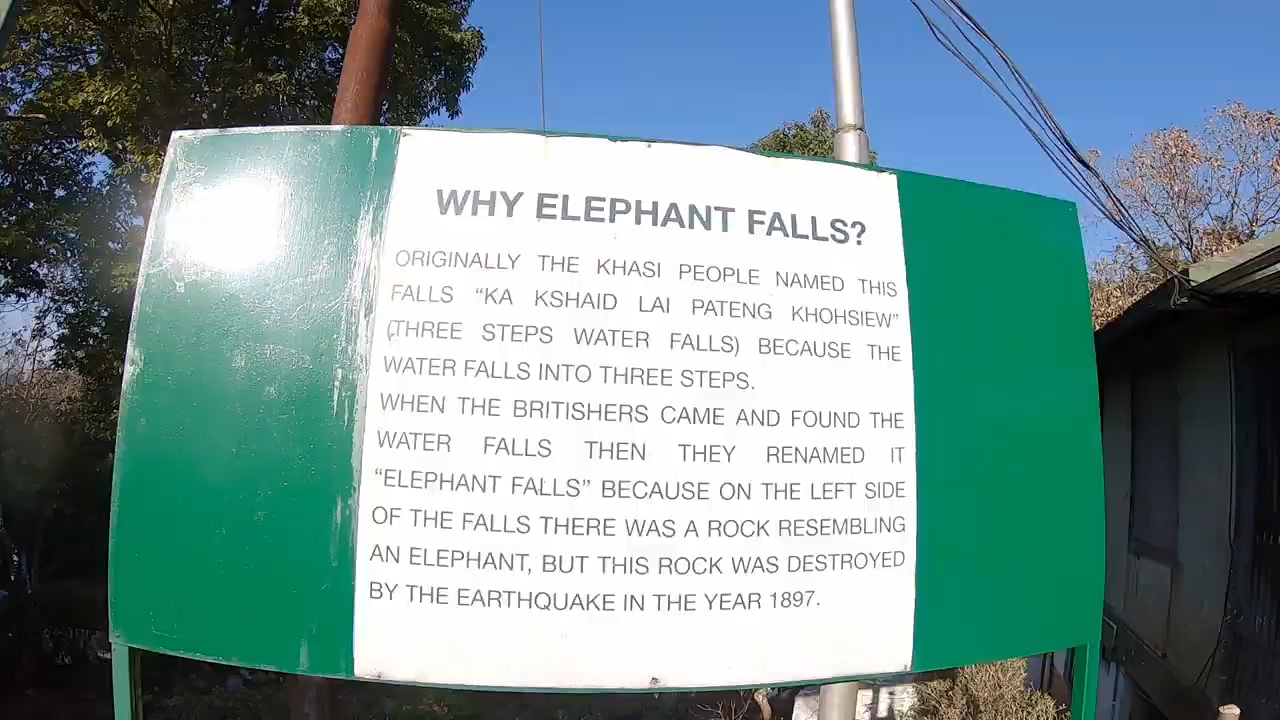 WHY ELEPHANT FALLS?
ORIGINALLY THE KHASI PEOPLE NAMED THIS
FALLS "KA KSHAID LAI PATENG KHOHSIEW"
(THREE STEPS WATER FALLS) BECAUSE THE
WATER FALLS INTO THREE STEPS.
WHEN THE BRITISHERS CAME AND FOUND THE
WATER FALLS THEN THEY RENAMED IT
"ELEPHANT FALLS" BECAUSE ON THE LEFT SIDE
OF THE FALLS THERE WAS A ROCK RESEMBLING
AN ELEPHANT, BUT THIS ROCK WAS DESTROYED
BY THE EARTHQUAKE IN THE YEAR 1897.